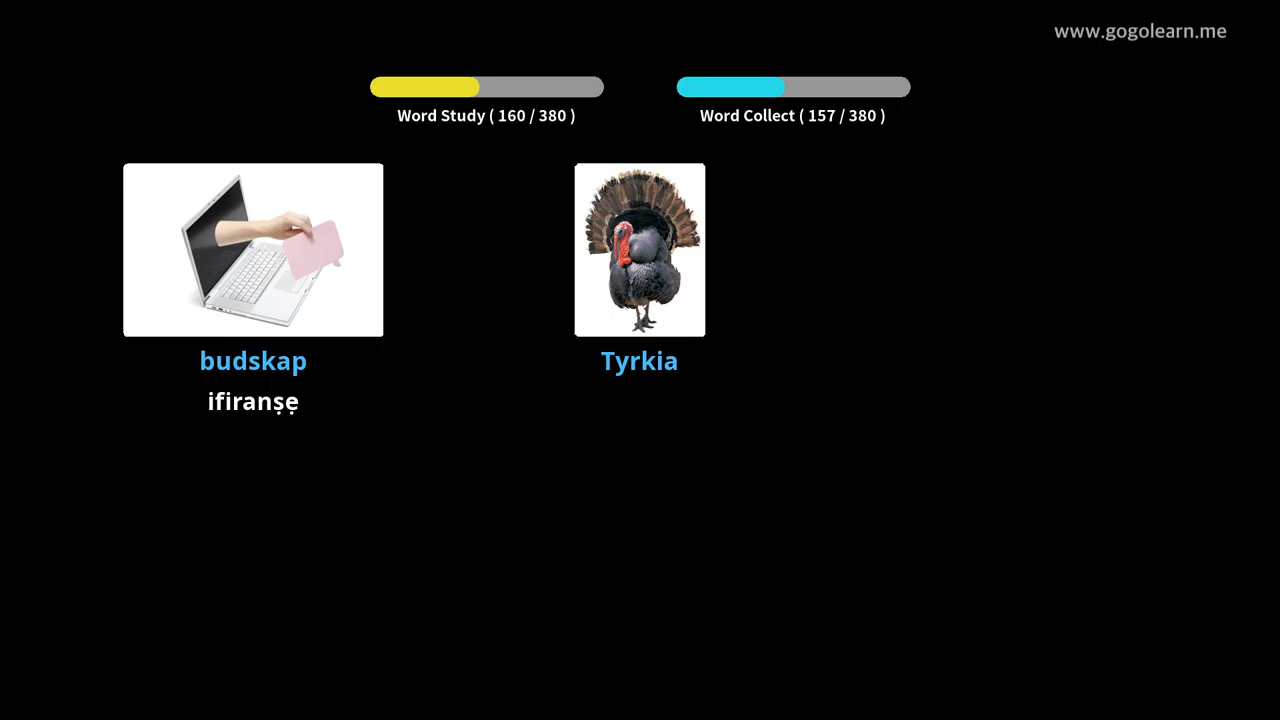 www.gogolearn.me
Word Study ( 160 / 380 )
Word Collect ( 157 / 380 )
budskap
Tyrkia
ifiranṣẹ